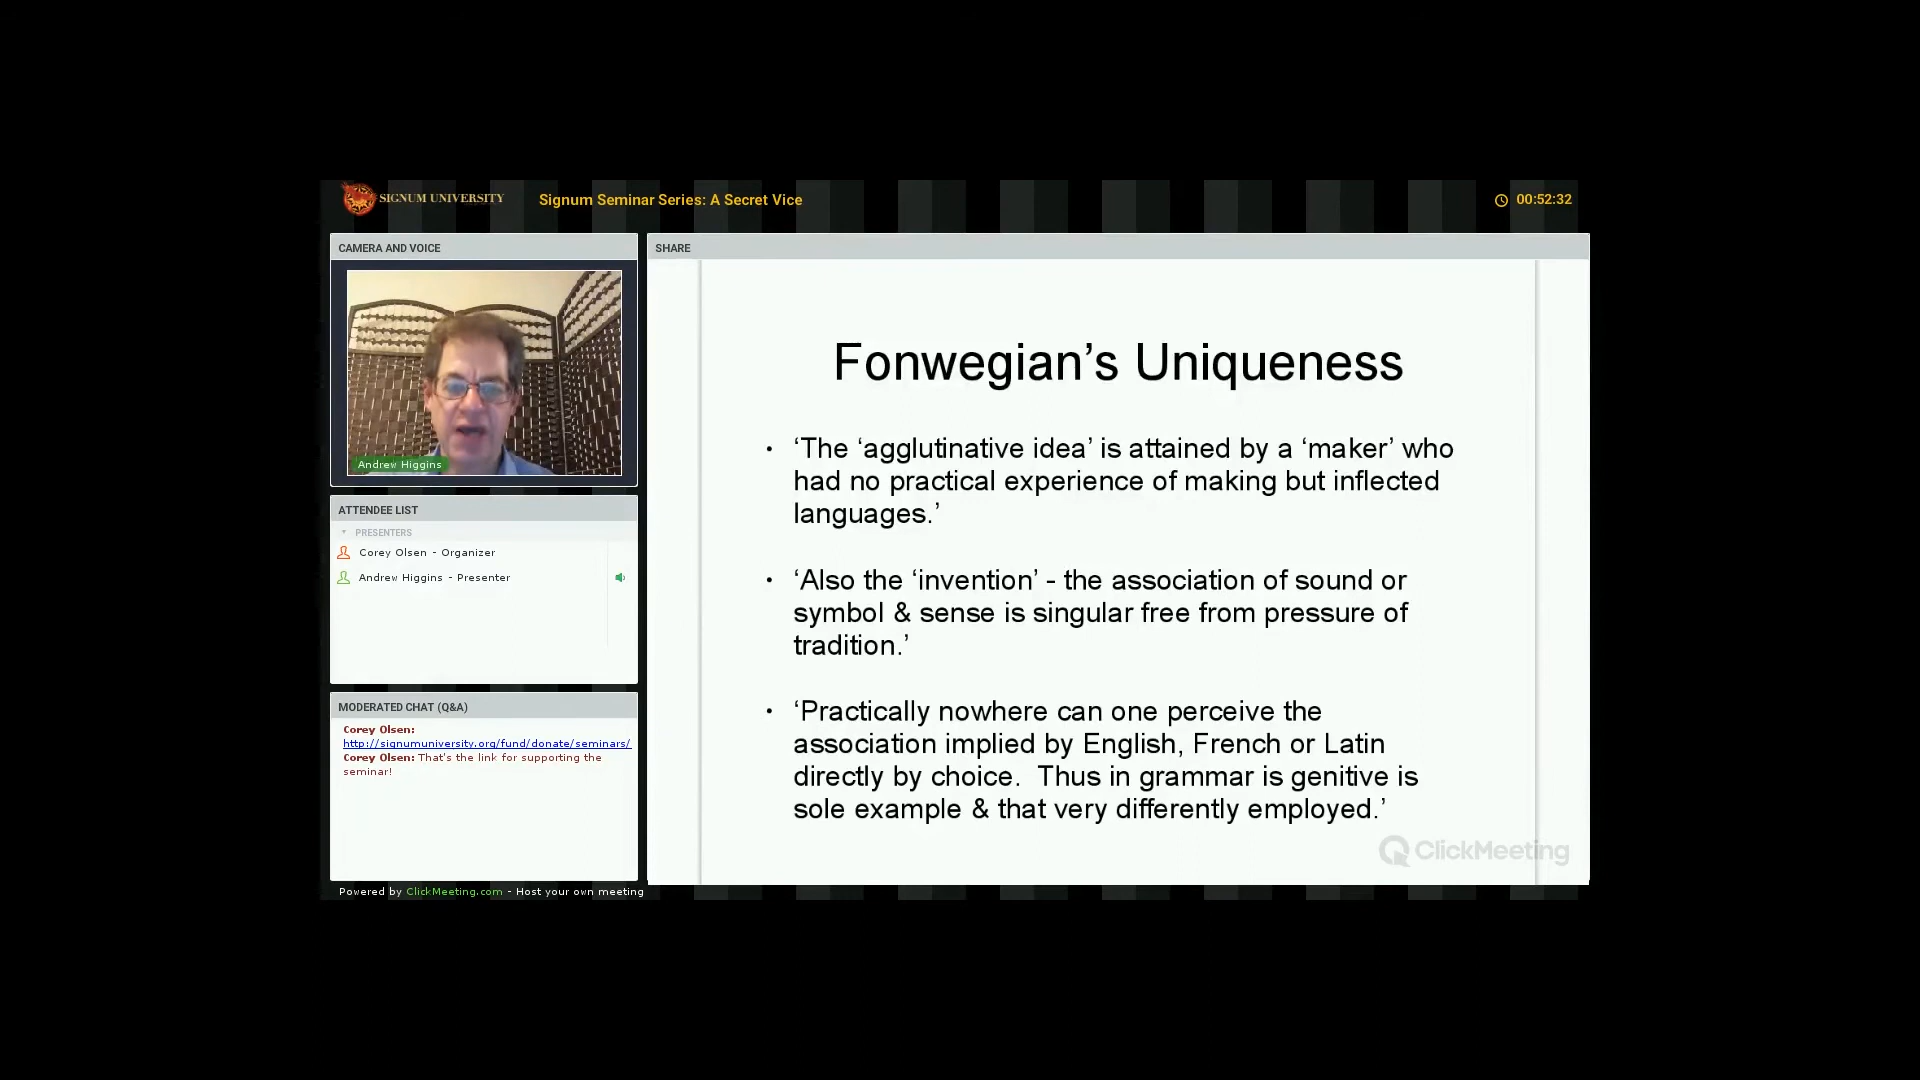 SIGNUM UNIVERSITY
Signum Seminar Series: A Secret Vice
00:52:32
CAMERA AND VOICE
Andrew Higgins
ATTENDEE LIST
PRESENTERS
Corey Olsen - Organizer
Andrew Higgins - Presenter
MODERATED CHAT (Q&A)
Corey Olsen:
http://signumuniversity.org/fund/donate/seminars/
Corey Olsen: That's the link for supporting the
seminar!
Powered by ClickMeeting.com - Host your own meeting
SHARE
Fonwegian’s Uniqueness
• ‘The ‘agglutinative idea’ is attained by a ‘maker’ who
had no practical experience of making but inflected
languages.’
• ‘Also the ‘invention’ - the association of sound or
symbol & sense is singular free from pressure of
tradition.’
• ‘Practically nowhere can one perceive the
association implied by English, French or Latin
directly by choice.  Thus in grammar is genitive is
sole example & that very differently employed.’
ClickMeeting